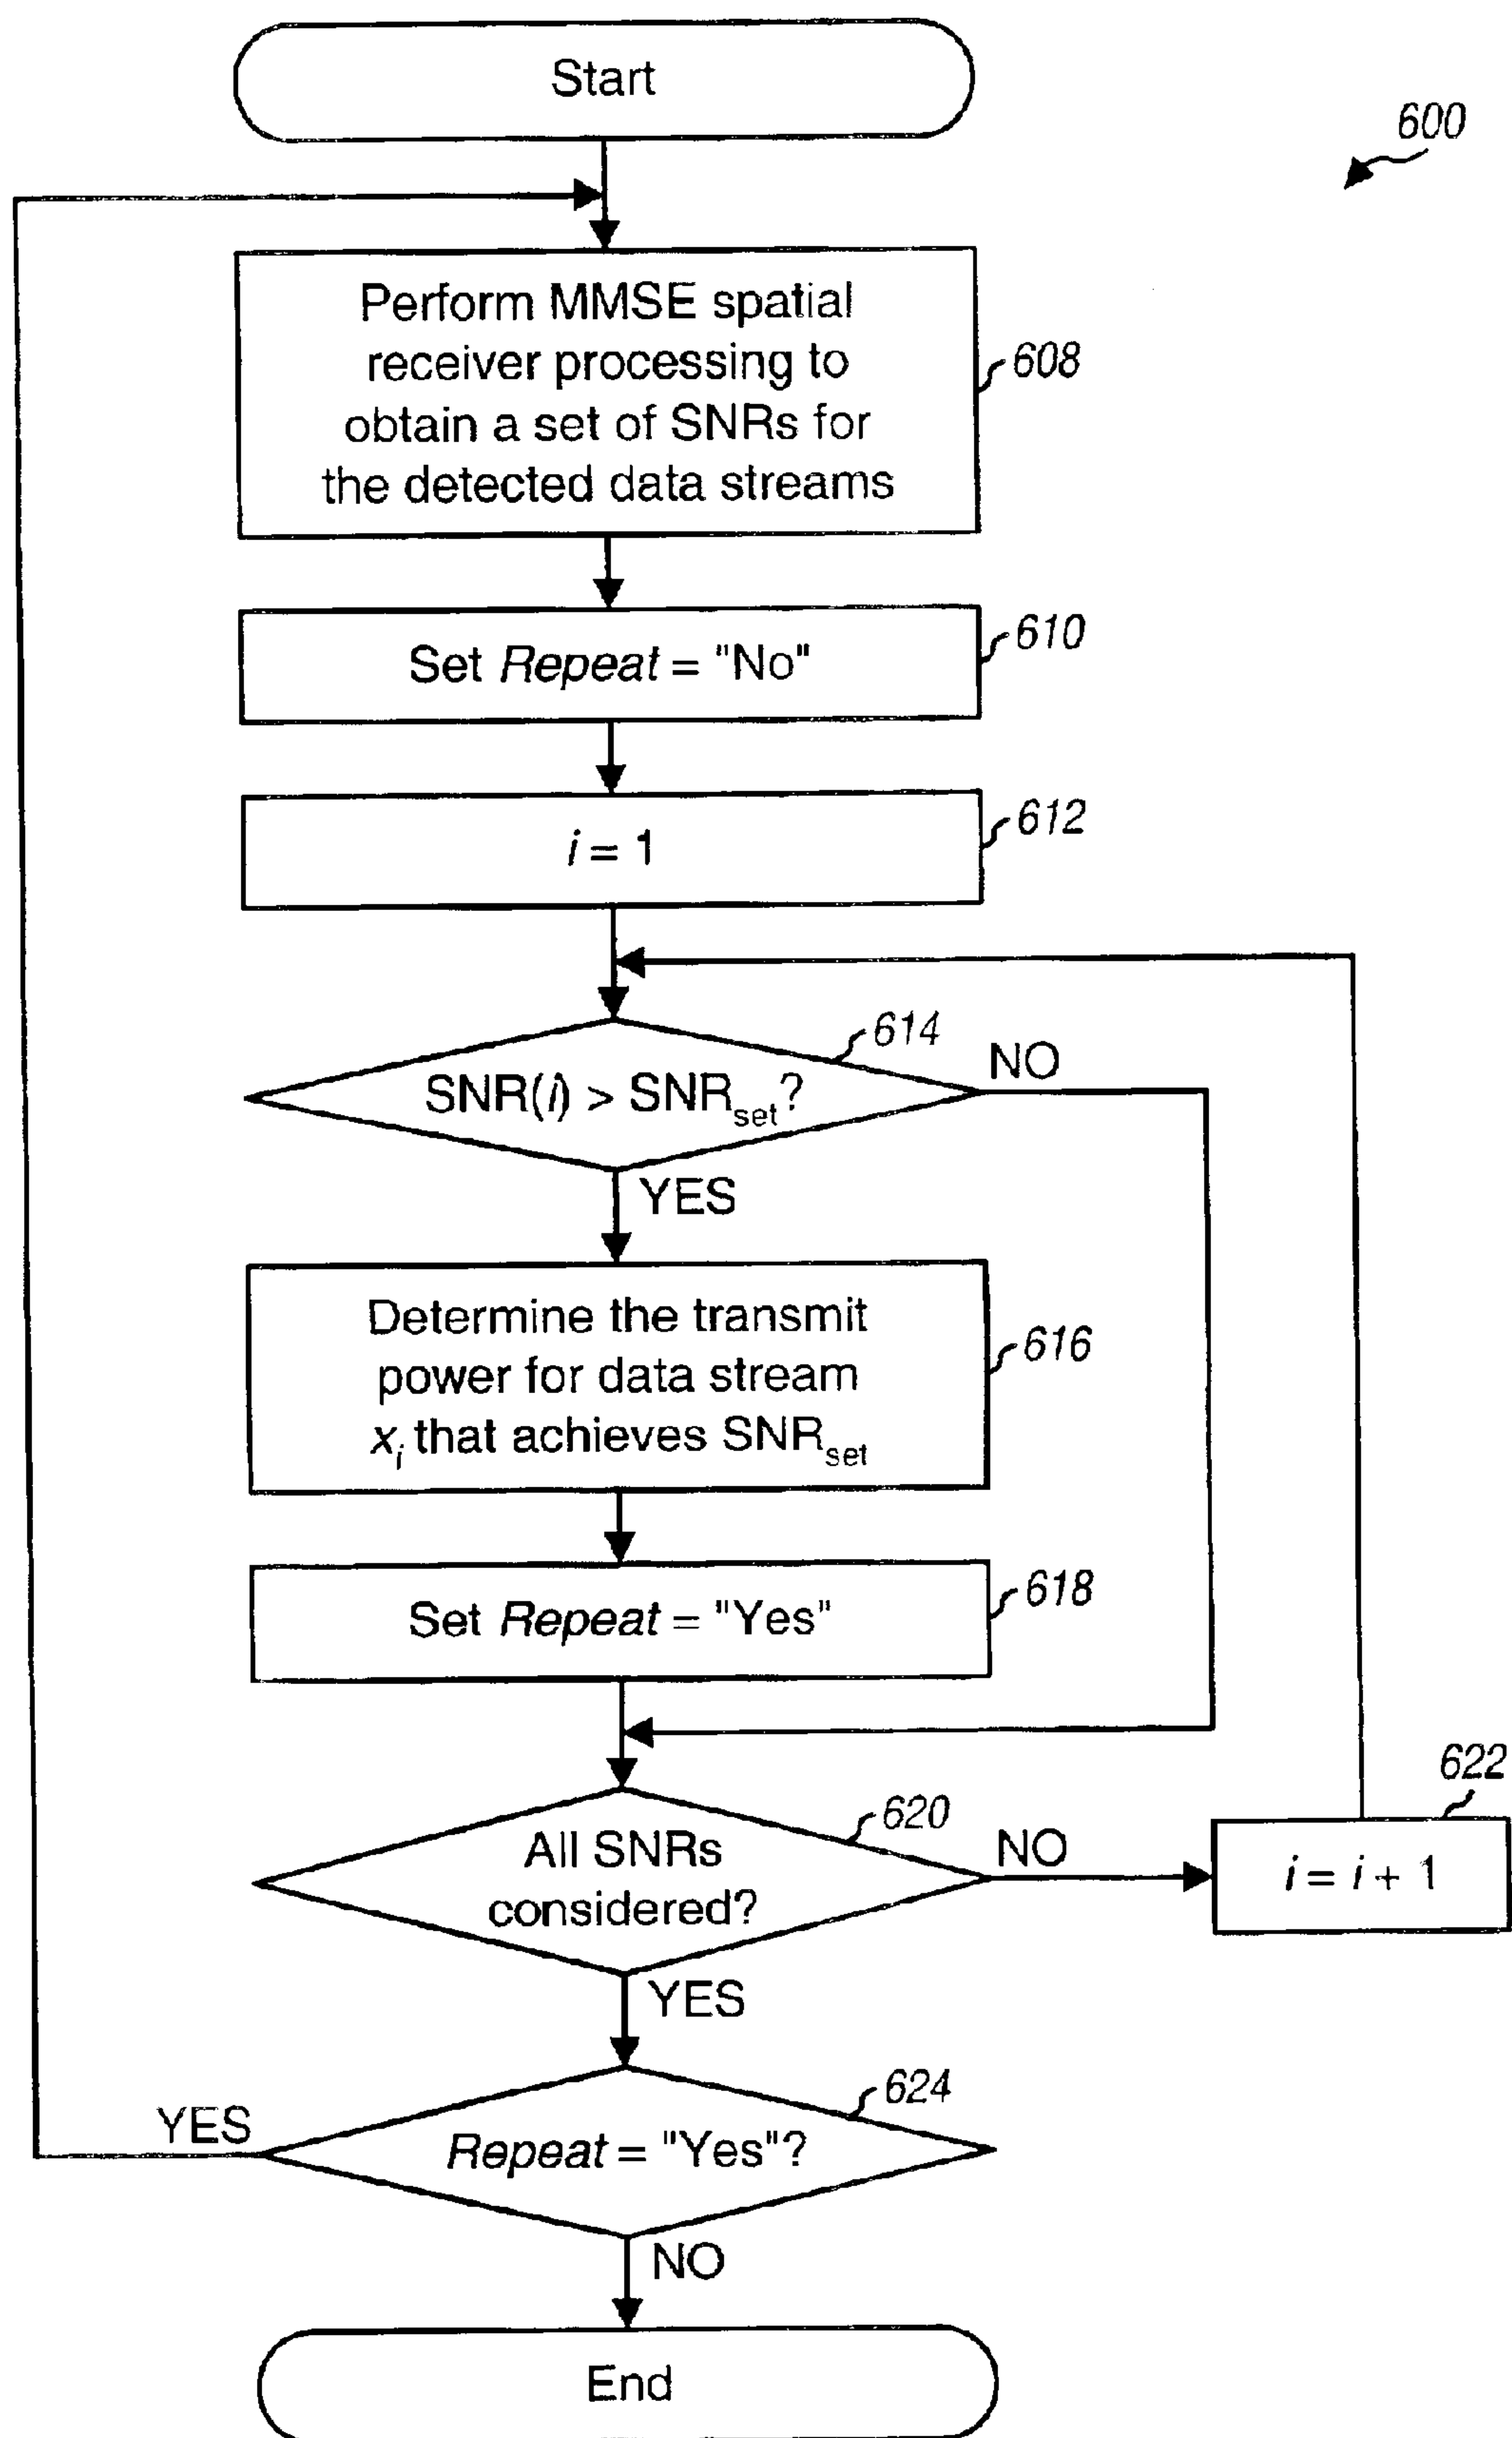 Start
600
Perform MMSE spatial
receiver processing to
obtain a set of SNRs for
the detected data streams
608
Set Repeat = "No"
610
i = 1
612
614
SNR(i) > SNRset?
NO
YES
Determine the transmit
power for data stream
xi that achieves SNRset
616
Set Repeat = "Yes"
618
620
All SNRs
considered?
NO
622
i = i + 1
YES
624
Repeat = "Yes"?
YES
NO
End